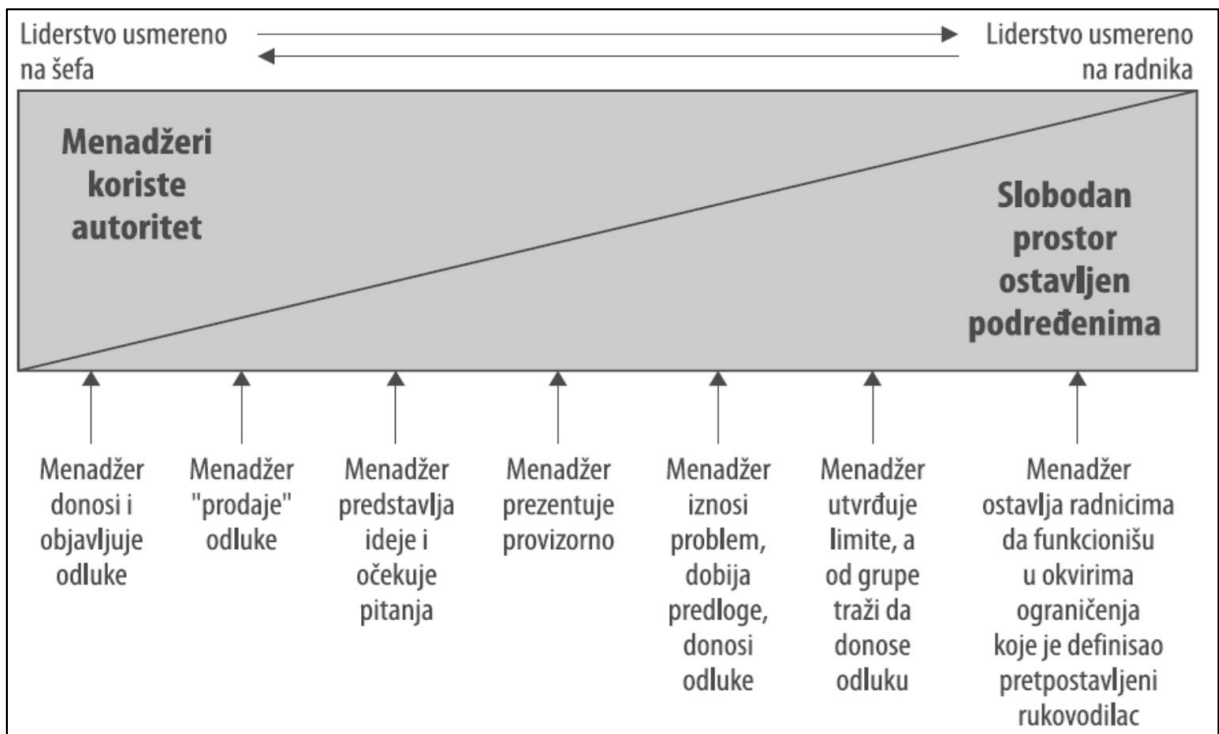 Liderstvo usmereno
na šefa
Liderstvo usmereno
na radnika
Menadžeri
koriste
autoritet
Slobodan
prostor
ostavljen
podređenima
Menadžer
donosi i
objavljuje
odluke
Menadžer
"prodaje"
odluke
Menadžer
predstavlja
ideje i
očekuje
pitanja
Menadžer
prezentuje
provizorno
Menadžer
iznosi
problem,
dobija
predloge,
donosi
odluke
Menadžer
utvrđuje
limite, a
od grupe
traži da
donose
odluku
Menadžer
ostavlja radnicima
da funkcionišu
u okvirima
ograničenja
koje je definisao
pretpostavljeni
rukovodilac